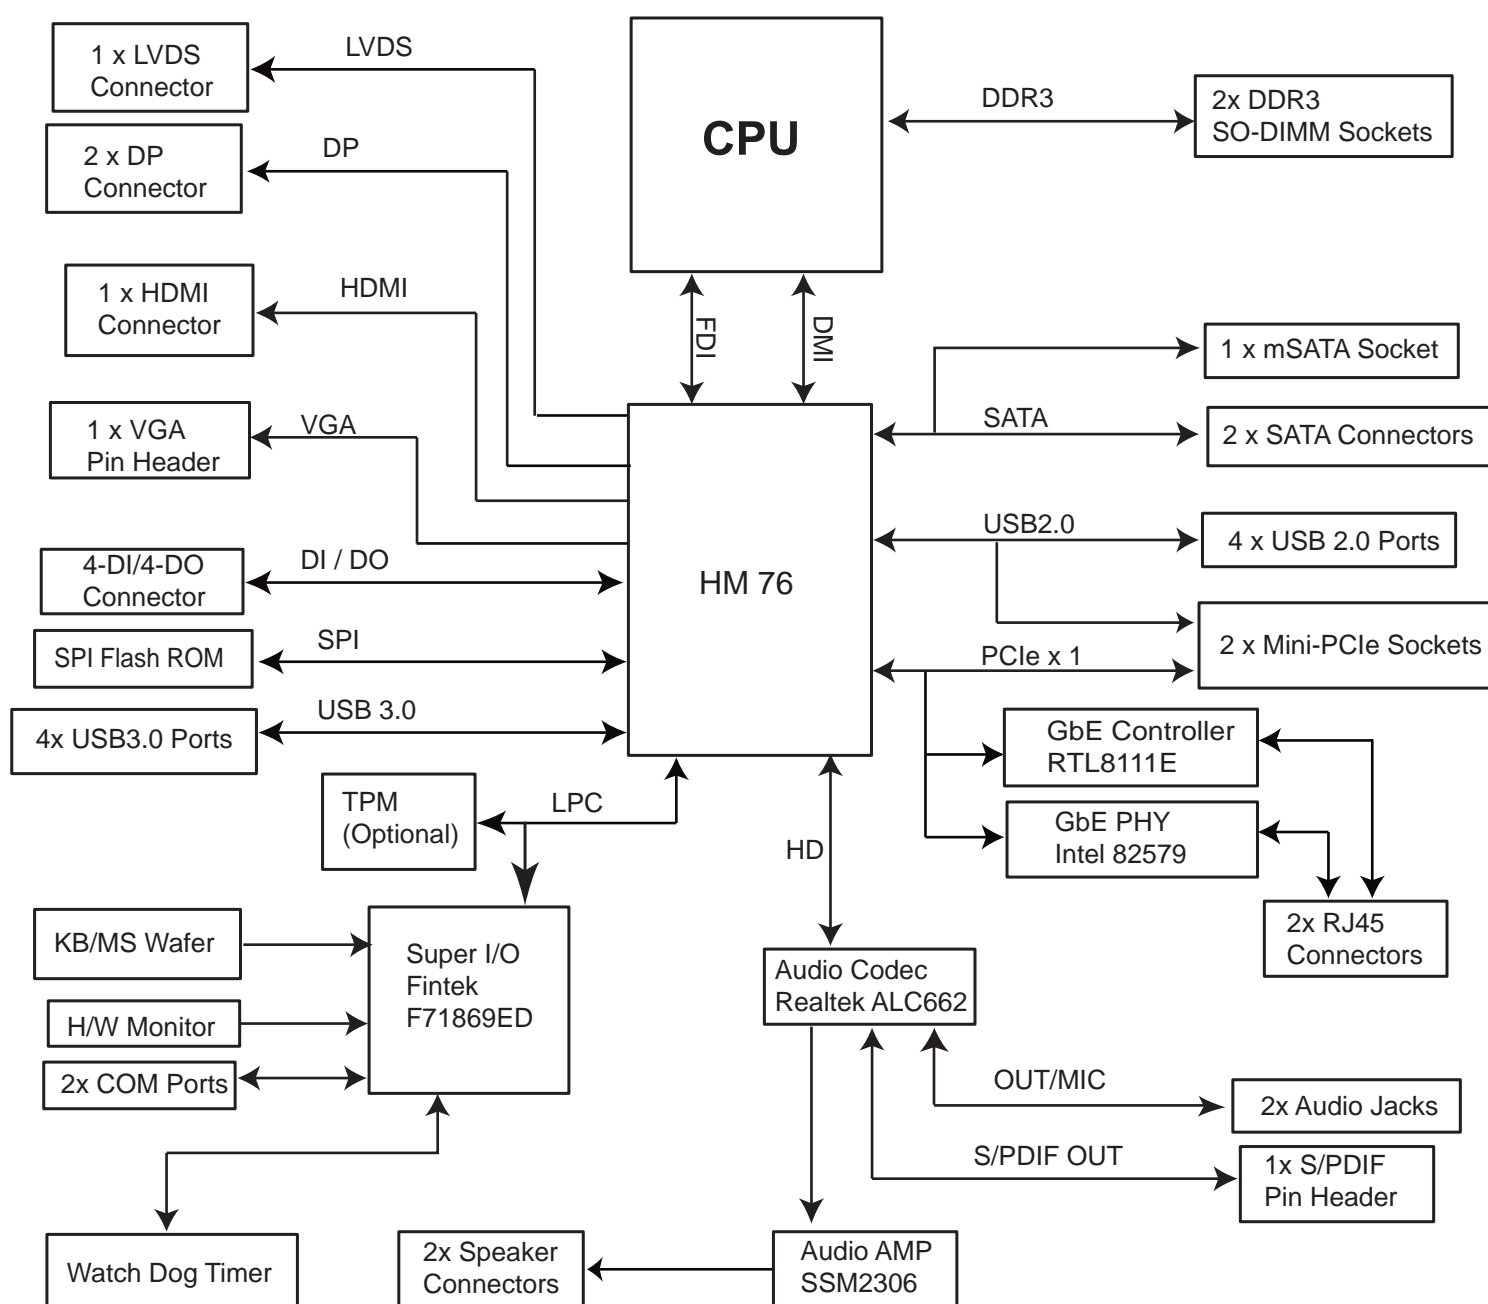 LVDS
1 x LVDS
Connector
CPU
DDR3
2x DDR3
SO-DIMM Sockets
DP
2 x DP
Connector
HDMI
1 x HDMI
Connector
FDI
DMI
1 x mSATA Socket
VGA
1 x VGA
Pin Header
SATA
2 x SATA Connectors
USB2.0
4 x USB 2.0 Ports
4-DI/4-DO
Connector
DI / DO
HM 76
SPI Flash ROM
SPI
PCIe x 1
2 x Mini-PCIe Sockets
4x USB3.0 Ports
USB 3.0
GbE Controller
RTL8111E
TPM
(Optional)
LPC
HD
GbE PHY
Intel 82579
KB/MS Wafer
Super I/O
Fintek
F71869ED
2x RJ45
Connectors
Audio Codec
Realtek ALC662
H/W Monitor
2x COM Ports
OUT/MIC
2x Audio Jacks
S/PDIF OUT
1x S/PDIF
Pin Header
Watch Dog Timer
2x Speaker
Connectors
Audio AMP
SSM2306